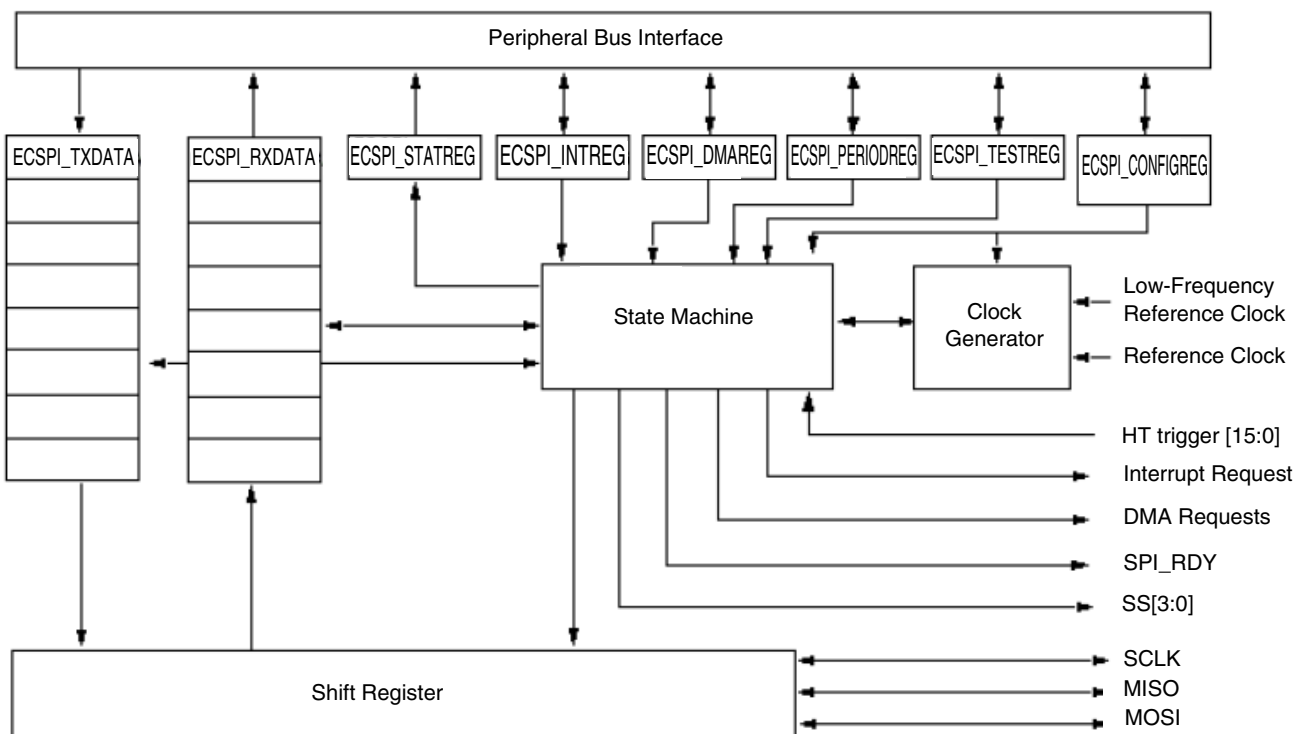 Peripheral Bus Interface
ECSPI_TXDATA
ECSPI_RXDATA
ECSPI_STATREG
ECSPI_INTREG
ECSPI_DMAREG
ECSPI_PERIODREG
ECSPI_TESTREG
ECSPI_CONFIGREG
State Machine
Clock
Generator
Low-Frequency
Reference Clock
Reference Clock
HT trigger [15:0]
Interrupt Request
DMA Requests
SPI_RDY
SS[3:0]
Shift Register
SCLK
MISO
MOSI